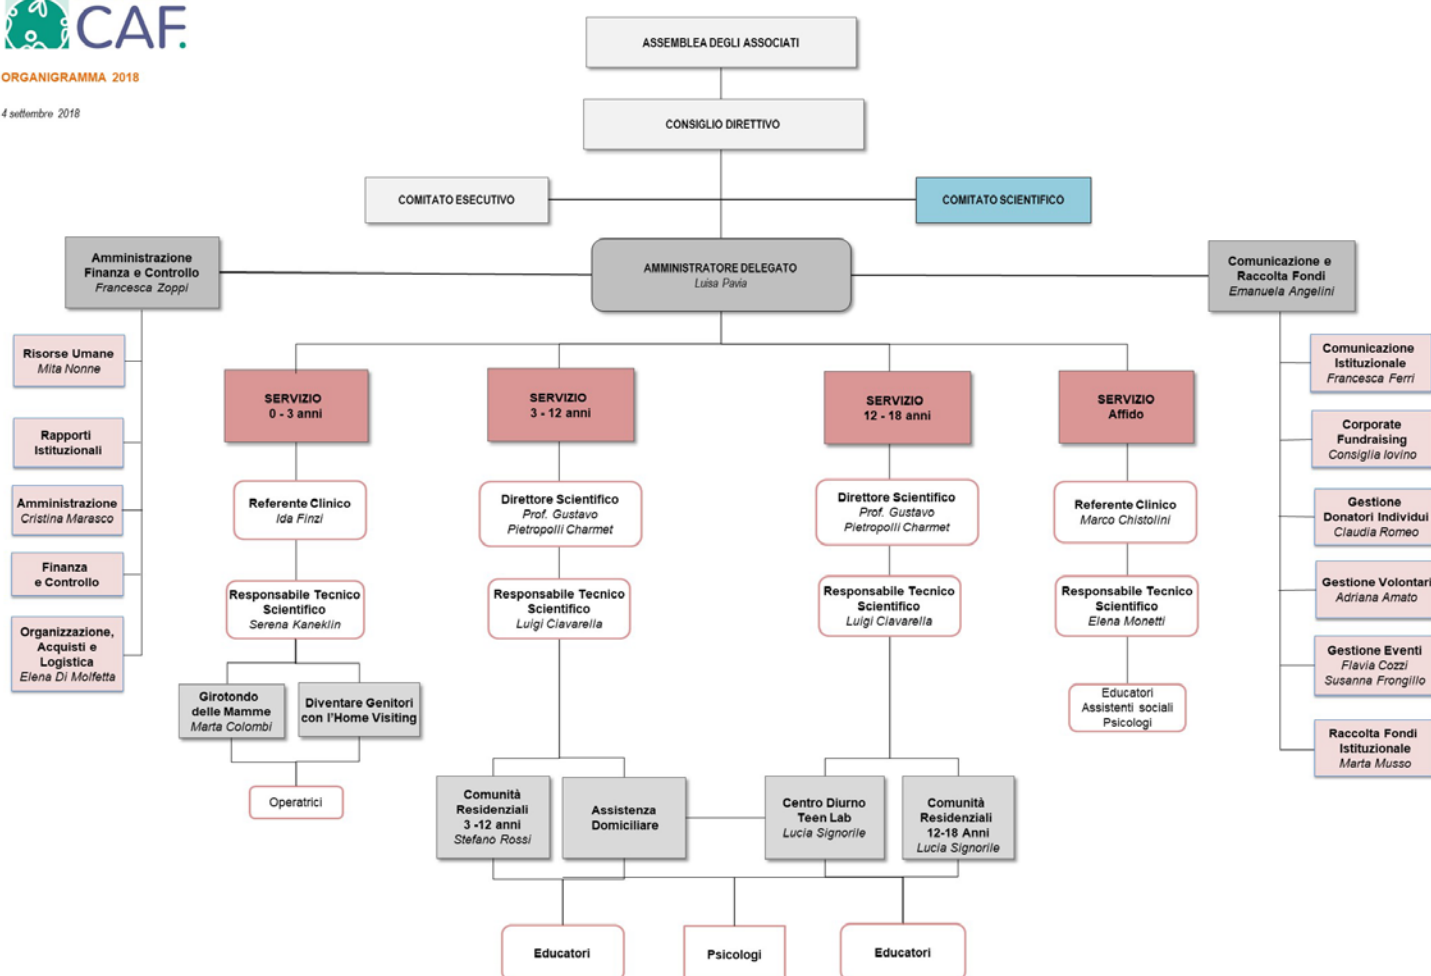 CAF.
ORGANIGRAMMA 2018
4 settembre 2018
ASSEMBLEA DEGLI ASSOCIATI
CONSIGLIO DIRETTIVO
COMITATO ESECUTIVO
COMITATO SCIENTIFICO
Amministrazione
Finanza e Controllo
Francesca Zoppi
AMMINISTRATORE DELEGATO
Luisa Pavia
Comunicazione e
Raccolta Fondi
Emanuela Angelini
Risorse Umane
Mita Nonne
Rapporti
Istituzionali
Amministrazione
Cristina Marasco
Finanza
e Controllo
Organizzazione,
Acquisti e
Logistica
Elena Di Molfetta
SERVIZIO
0 - 3 anni
Referente Clinico
Ida Finzi
Responsabile Tecnico
Scientifico
Serena Kaneklin
Girotondo
delle Mamme
Marta Colombi
Diventare Genitori
con l'Home Visiting
Operatrici
SERVIZIO
3 - 12 anni
Direttore Scientifico
Prof. Gustavo
Pietropolli Charmet
Responsabile Tecnico
Scientifico
Luigi Ciavarella
Comunità
Residenziali
3 -12 anni
Stefano Rossi
Assistenza
Domiciliare
SERVIZIO
12 - 18 anni
Direttore Scientifico
Prof. Gustavo
Pietropolli Charmet
Responsabile Tecnico
Scientifico
Luigi Ciavarella
Centro Diurno
Teen Lab
Lucia Signorile
Comunità
Residenziali
12-18 Anni
Lucia Signorile
Educatori
Psicologi
Educatori
SERVIZIO
Affido
Referente Clinico
Marco Chistolini
Responsabile Tecnico
Scientifico
Elena Monetti
Educatori
Assistenti sociali
Psicologi
Comunicazione
Istituzionale
Francesca Ferri
Corporate
Fundraising
Consiglia Iovino
Gestione
Donatori Individui
Claudia Romeo
Gestione Volontari
Adriana Amato
Gestione Eventi
Flavia Cozzi
Susanna Frongillo
Raccolta Fondi
Istituzionale
Marta Musso